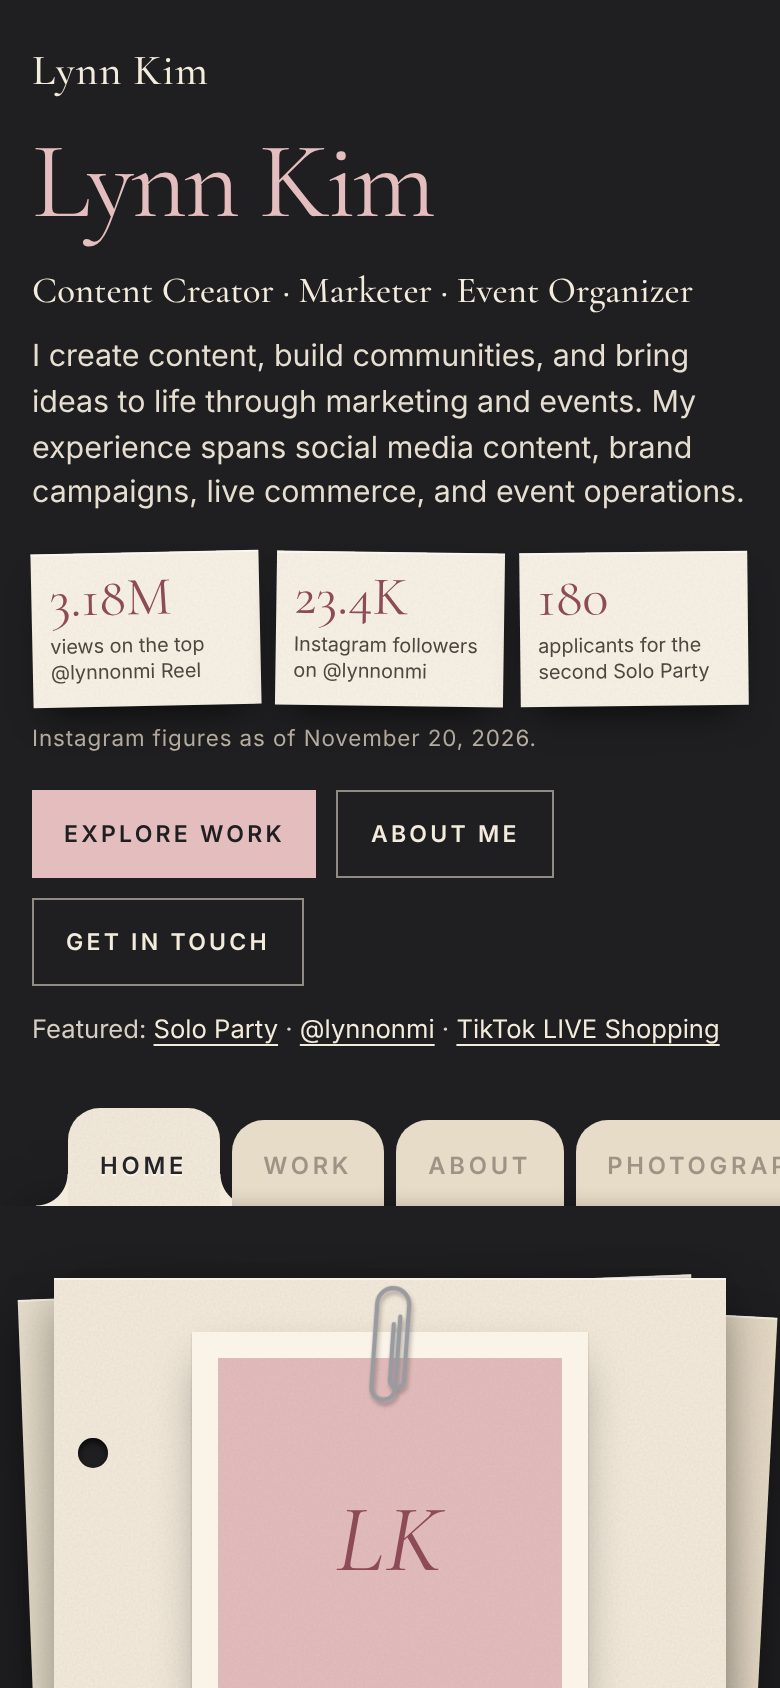 Lynn Kim
Lynn Kim
Content Creator · Marketer · Event Organizer
I create content, build communities, and bring
ideas to life through marketing and events. My
experience spans social media content, brand
campaigns, live commerce, and event operations.
3.18M
views on the top
@lynnonmi Reel
23.4K
Instagram followers
on @lynnonmi
180
applicants for the
second Solo Party
Instagram figures as of November 20, 2026.
EXPLORE WORK
ABOUT ME
GET IN TOUCH
Featured: Solo Party · @lynnonmi · TikTok LIVE Shopping
HOME
WORK
ABOUT
PHOTOGRAP
LK